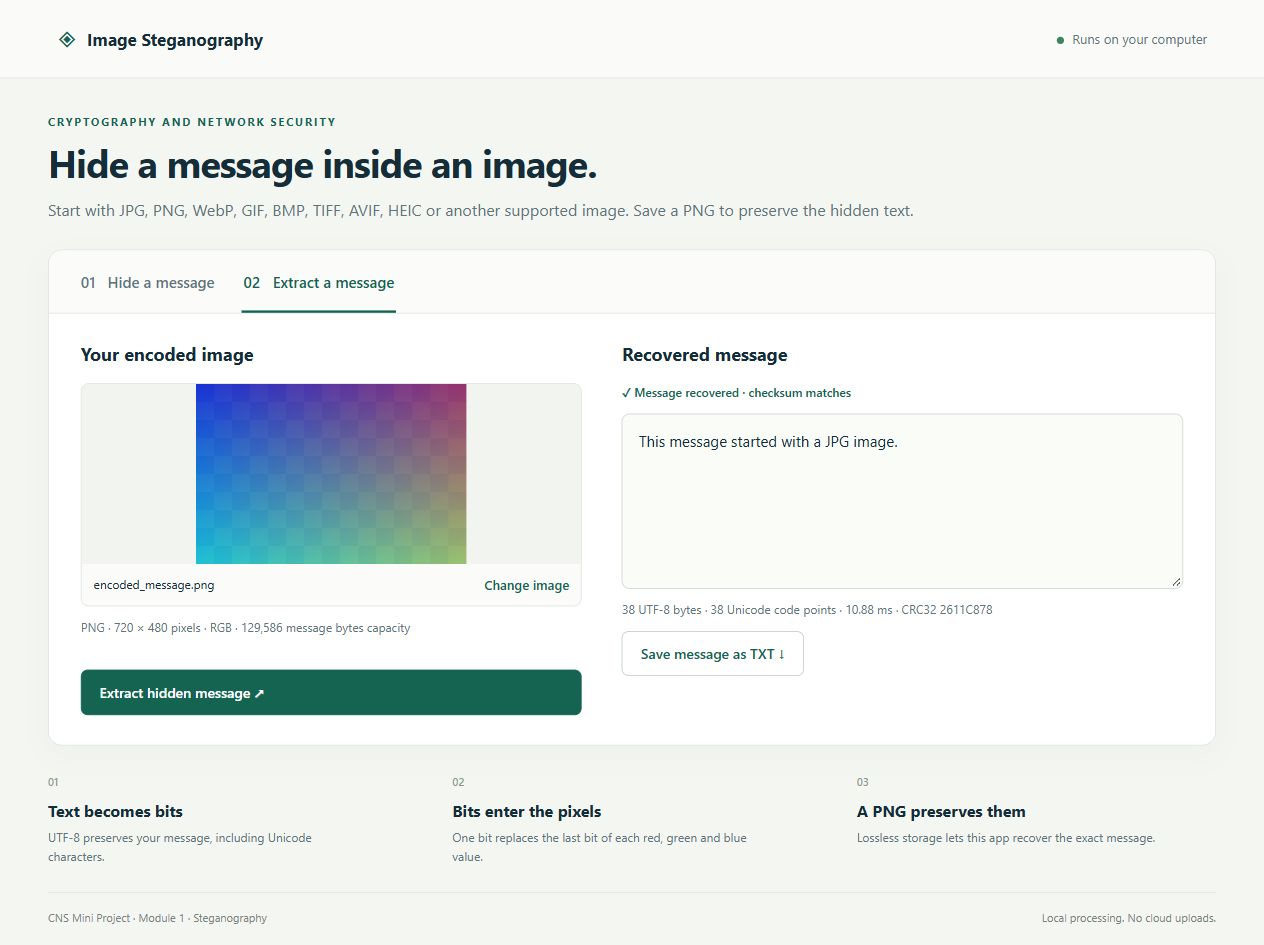 Image Steganography
Runs on your computer
CRYPTOGRAPHY AND NETWORK SECURITY
Hide a message inside an image.
Start with JPG, PNG, WebP, GIF, BMP, TIFF, AVIF, HEIC or another supported image. Save a PNG to preserve the hidden text.
01 Hide a message
02 Extract a message
Your encoded image
encoded_message.png
Change image
PNG · 720 × 480 pixels · RGB · 129,586 message bytes capacity
Extract hidden message ↗
Recovered message
✓ Message recovered · checksum matches
This message started with a JPG image.
38 UTF-8 bytes · 38 Unicode code points · 10.88 ms · CRC32 2611C878
Save message as TXT ↓
01
Text becomes bits
UTF-8 preserves your message, including Unicode
characters.
02
Bits enter the pixels
One bit replaces the last bit of each red, green and blue
value.
03
A PNG preserves them
Lossless storage lets this app recover the exact message.
CNS Mini Project · Module 1 · Steganography
Local processing. No cloud uploads.